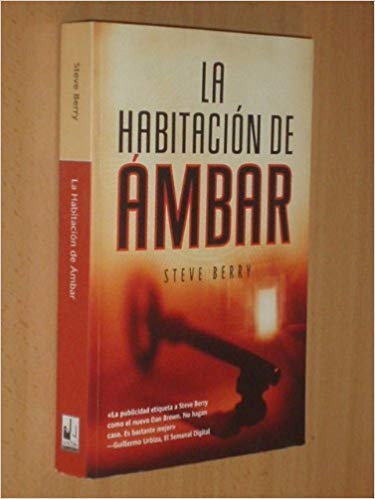 Steve Berry
La Habitación de Ámbar
LA
HABITACIÓN DE
ÁMBAR
STEVE BERRY
«La publicidad etiqueta a Steve Berry
como el nuevo Dan Brown. No hagan
caso. Es bastante mejor»
—Guillermo Urbizu, El Semanal Digital